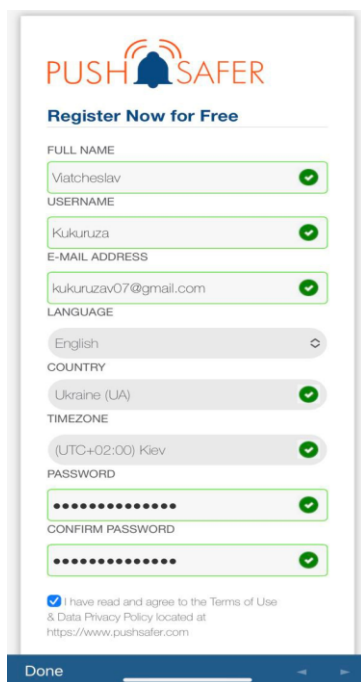 PUSH SAFER
Register Now for Free
FULL NAME
Viatcheslav
USERNAME
Kukuruza
E-MAIL ADDRESS
kukuruzav07@gmail.com
LANGUAGE
English
COUNTRY
Ukraine (UA)
TIMEZONE
(UTC+02:00) Kiev
PASSWORD
••••••••••••••
CONFIRM PASSWORD
••••••••••••••
I have read and agree to the Terms of Use
& Data Privacy Policy located at
https://www.pushsafer.com
Done